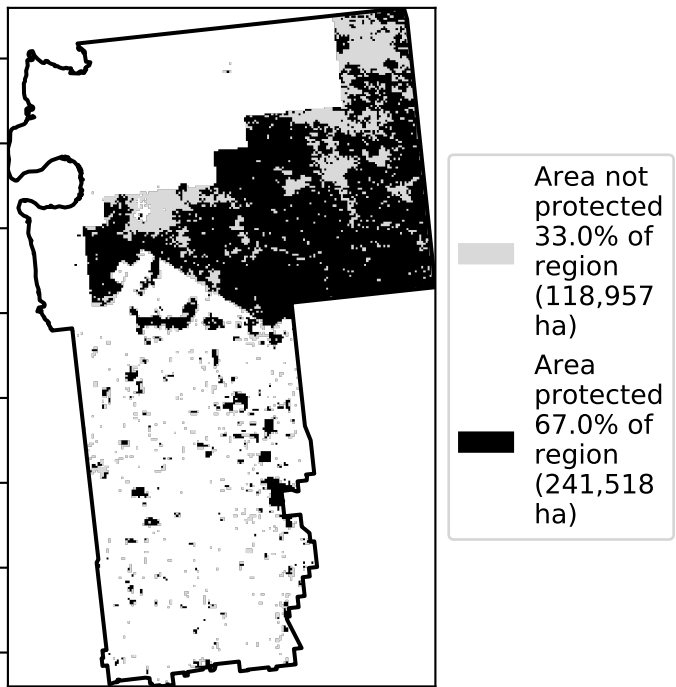 Area not
protected
33.0% of
region
(118,957
ha)
Area
protected
67.0% of
region
(241,518
ha)